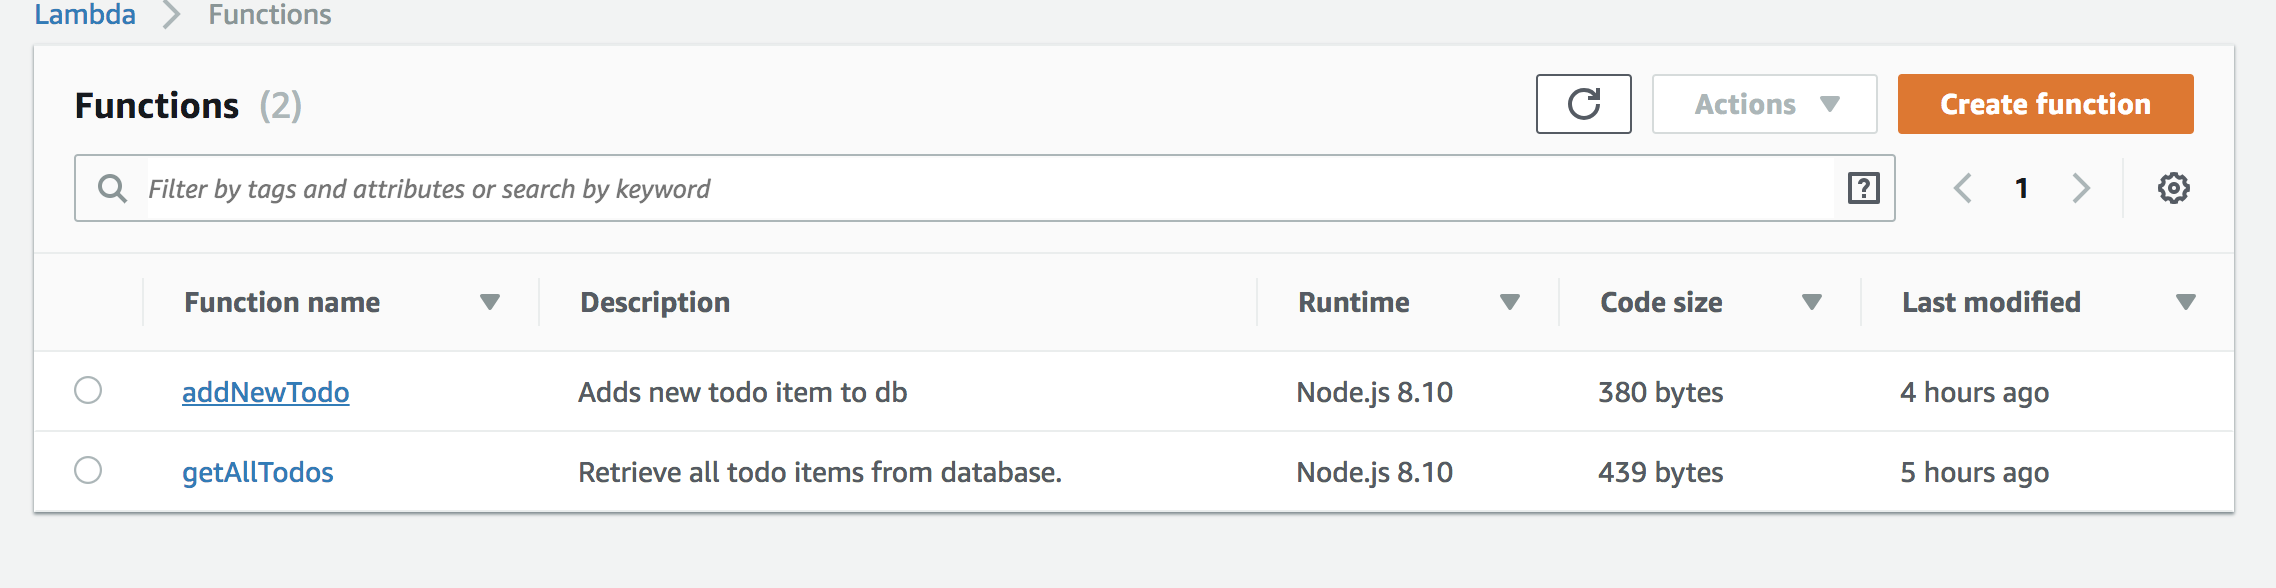 Lambda > Functions
Functions (2) Actions Create function
Filter by tags and attributes or search by keyword ? 1
Function name Description Runtime Code size Last modified
addNewTodo Adds new todo item to db Node.js 8.10 380 bytes 4 hours ago
getAllTodos Retrieve all todo items from database. Node.js 8.10 439 bytes 5 hours ago